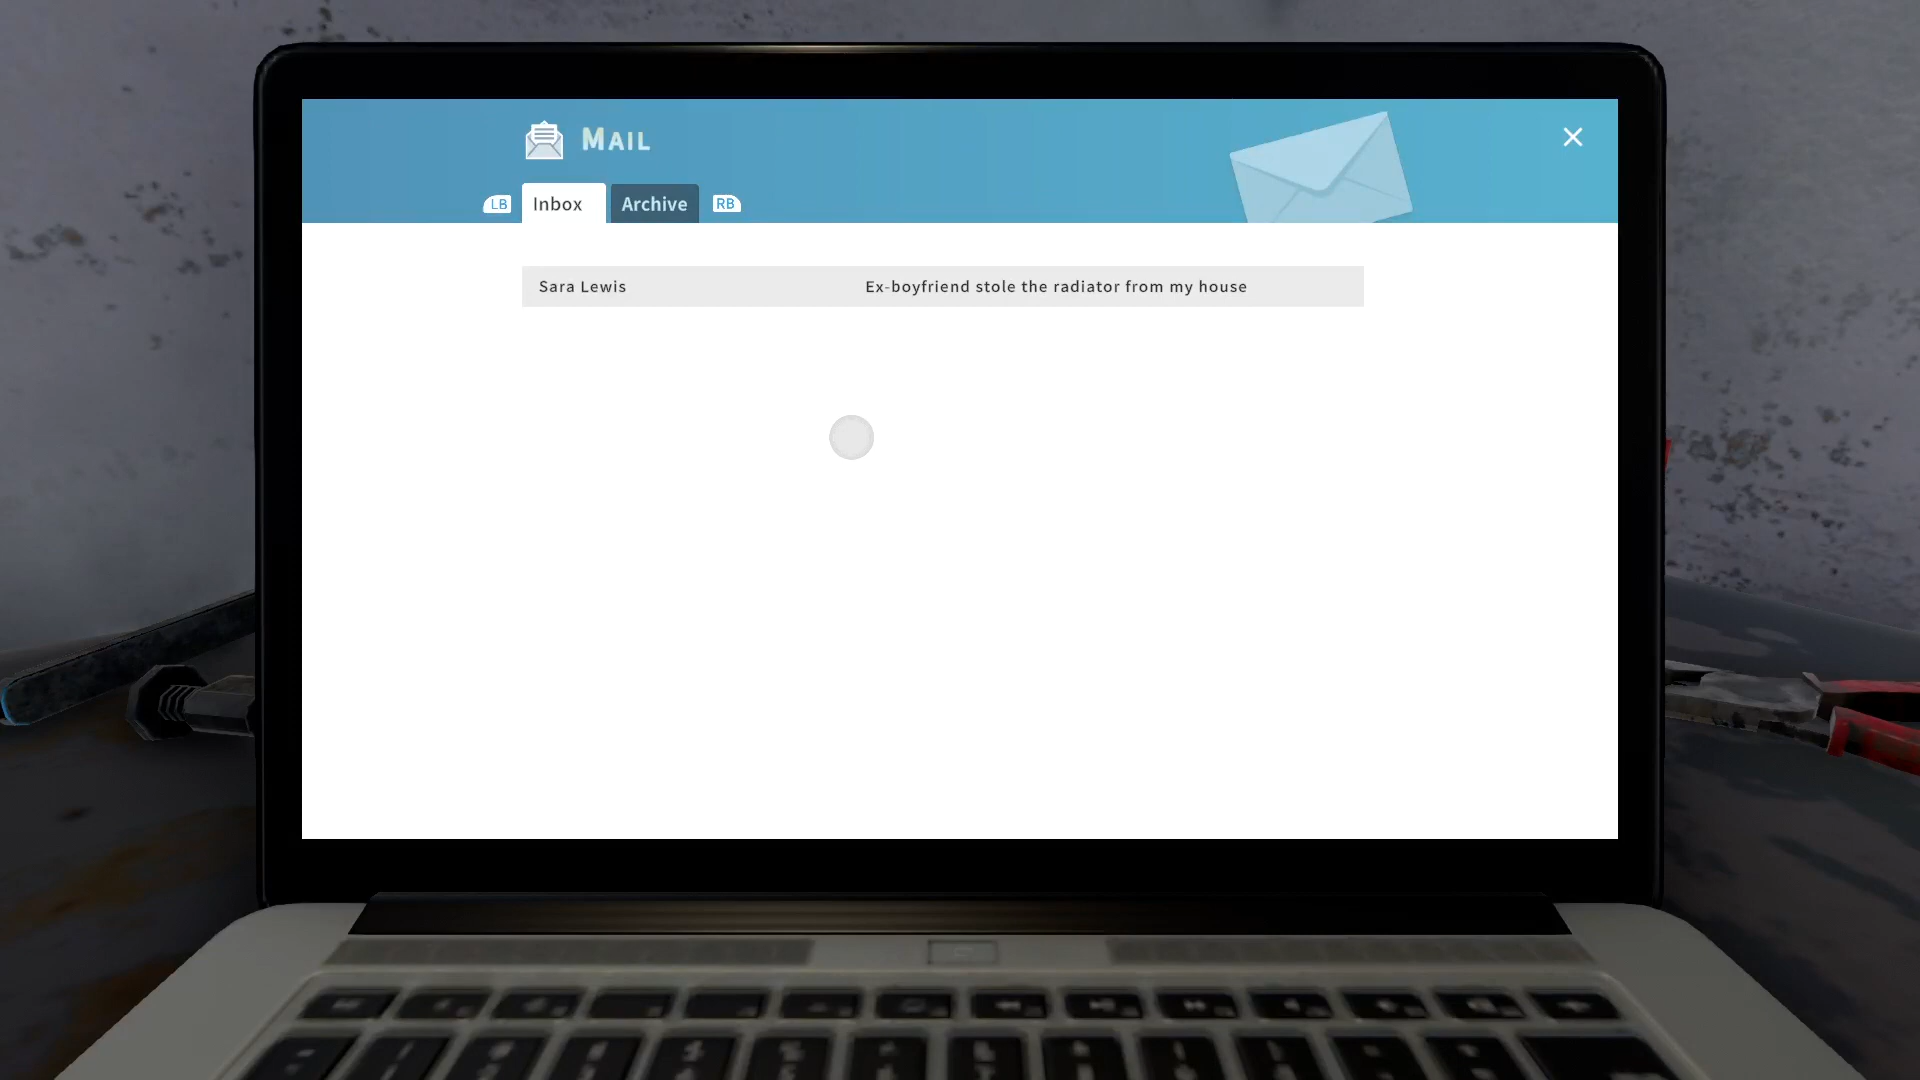 MAIL
LB Inbox Archive RB
Sara Lewis Ex-boyfriend stole the radiator from my house